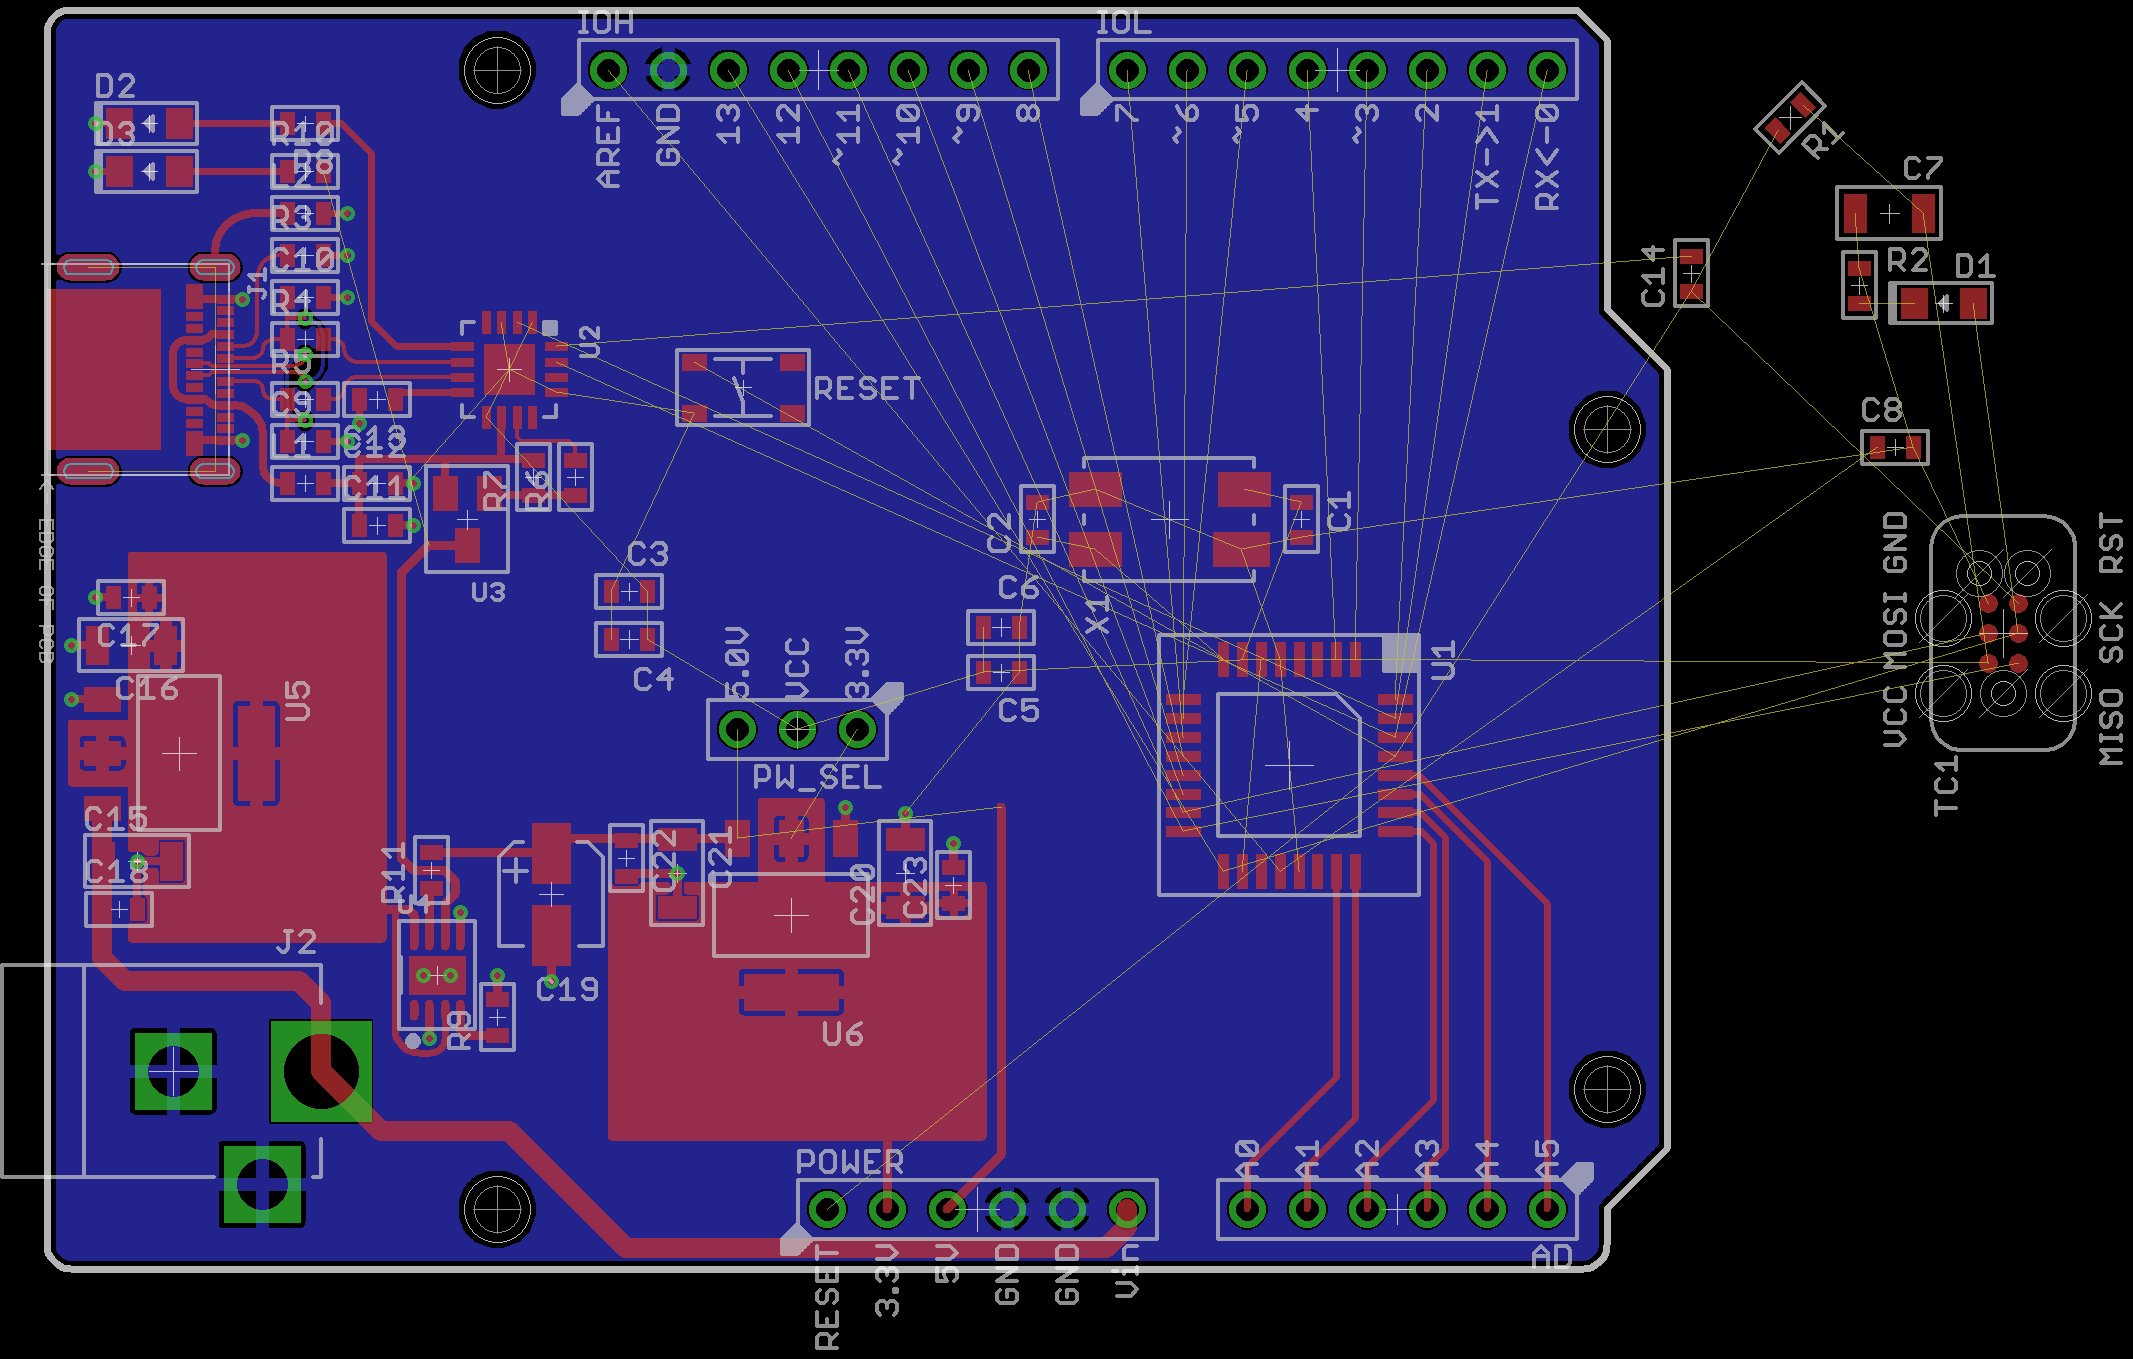 IOH
IOL
AREF
GND
13
12
~11
~10
~9
8
7
~6
~5
4
~3
2
TX->1
RX<-0
D2
D3
R10
R8
L2
R3
C10
J1
R4
R5
C9
L1
C13
C12
C11
U2
RESET
R7
R6
U3
C3
C4
C2
C1
X1
C6
C5
U1
R1
C7
C14
R2
D1
C8
VCC MOSI GND
MISO SCK RST
TC1
EDGE OF PCB
C17
C16
U5
C15
C18
5.0V
VCC
3.3V
PW_SEL
R11
C22
C21
C20
C23
C19
U6
J2
R9
POWER
RESET
3.3V
5V
GND
GND
Vin
A0
A1
A2
A3
A4
A5
AD